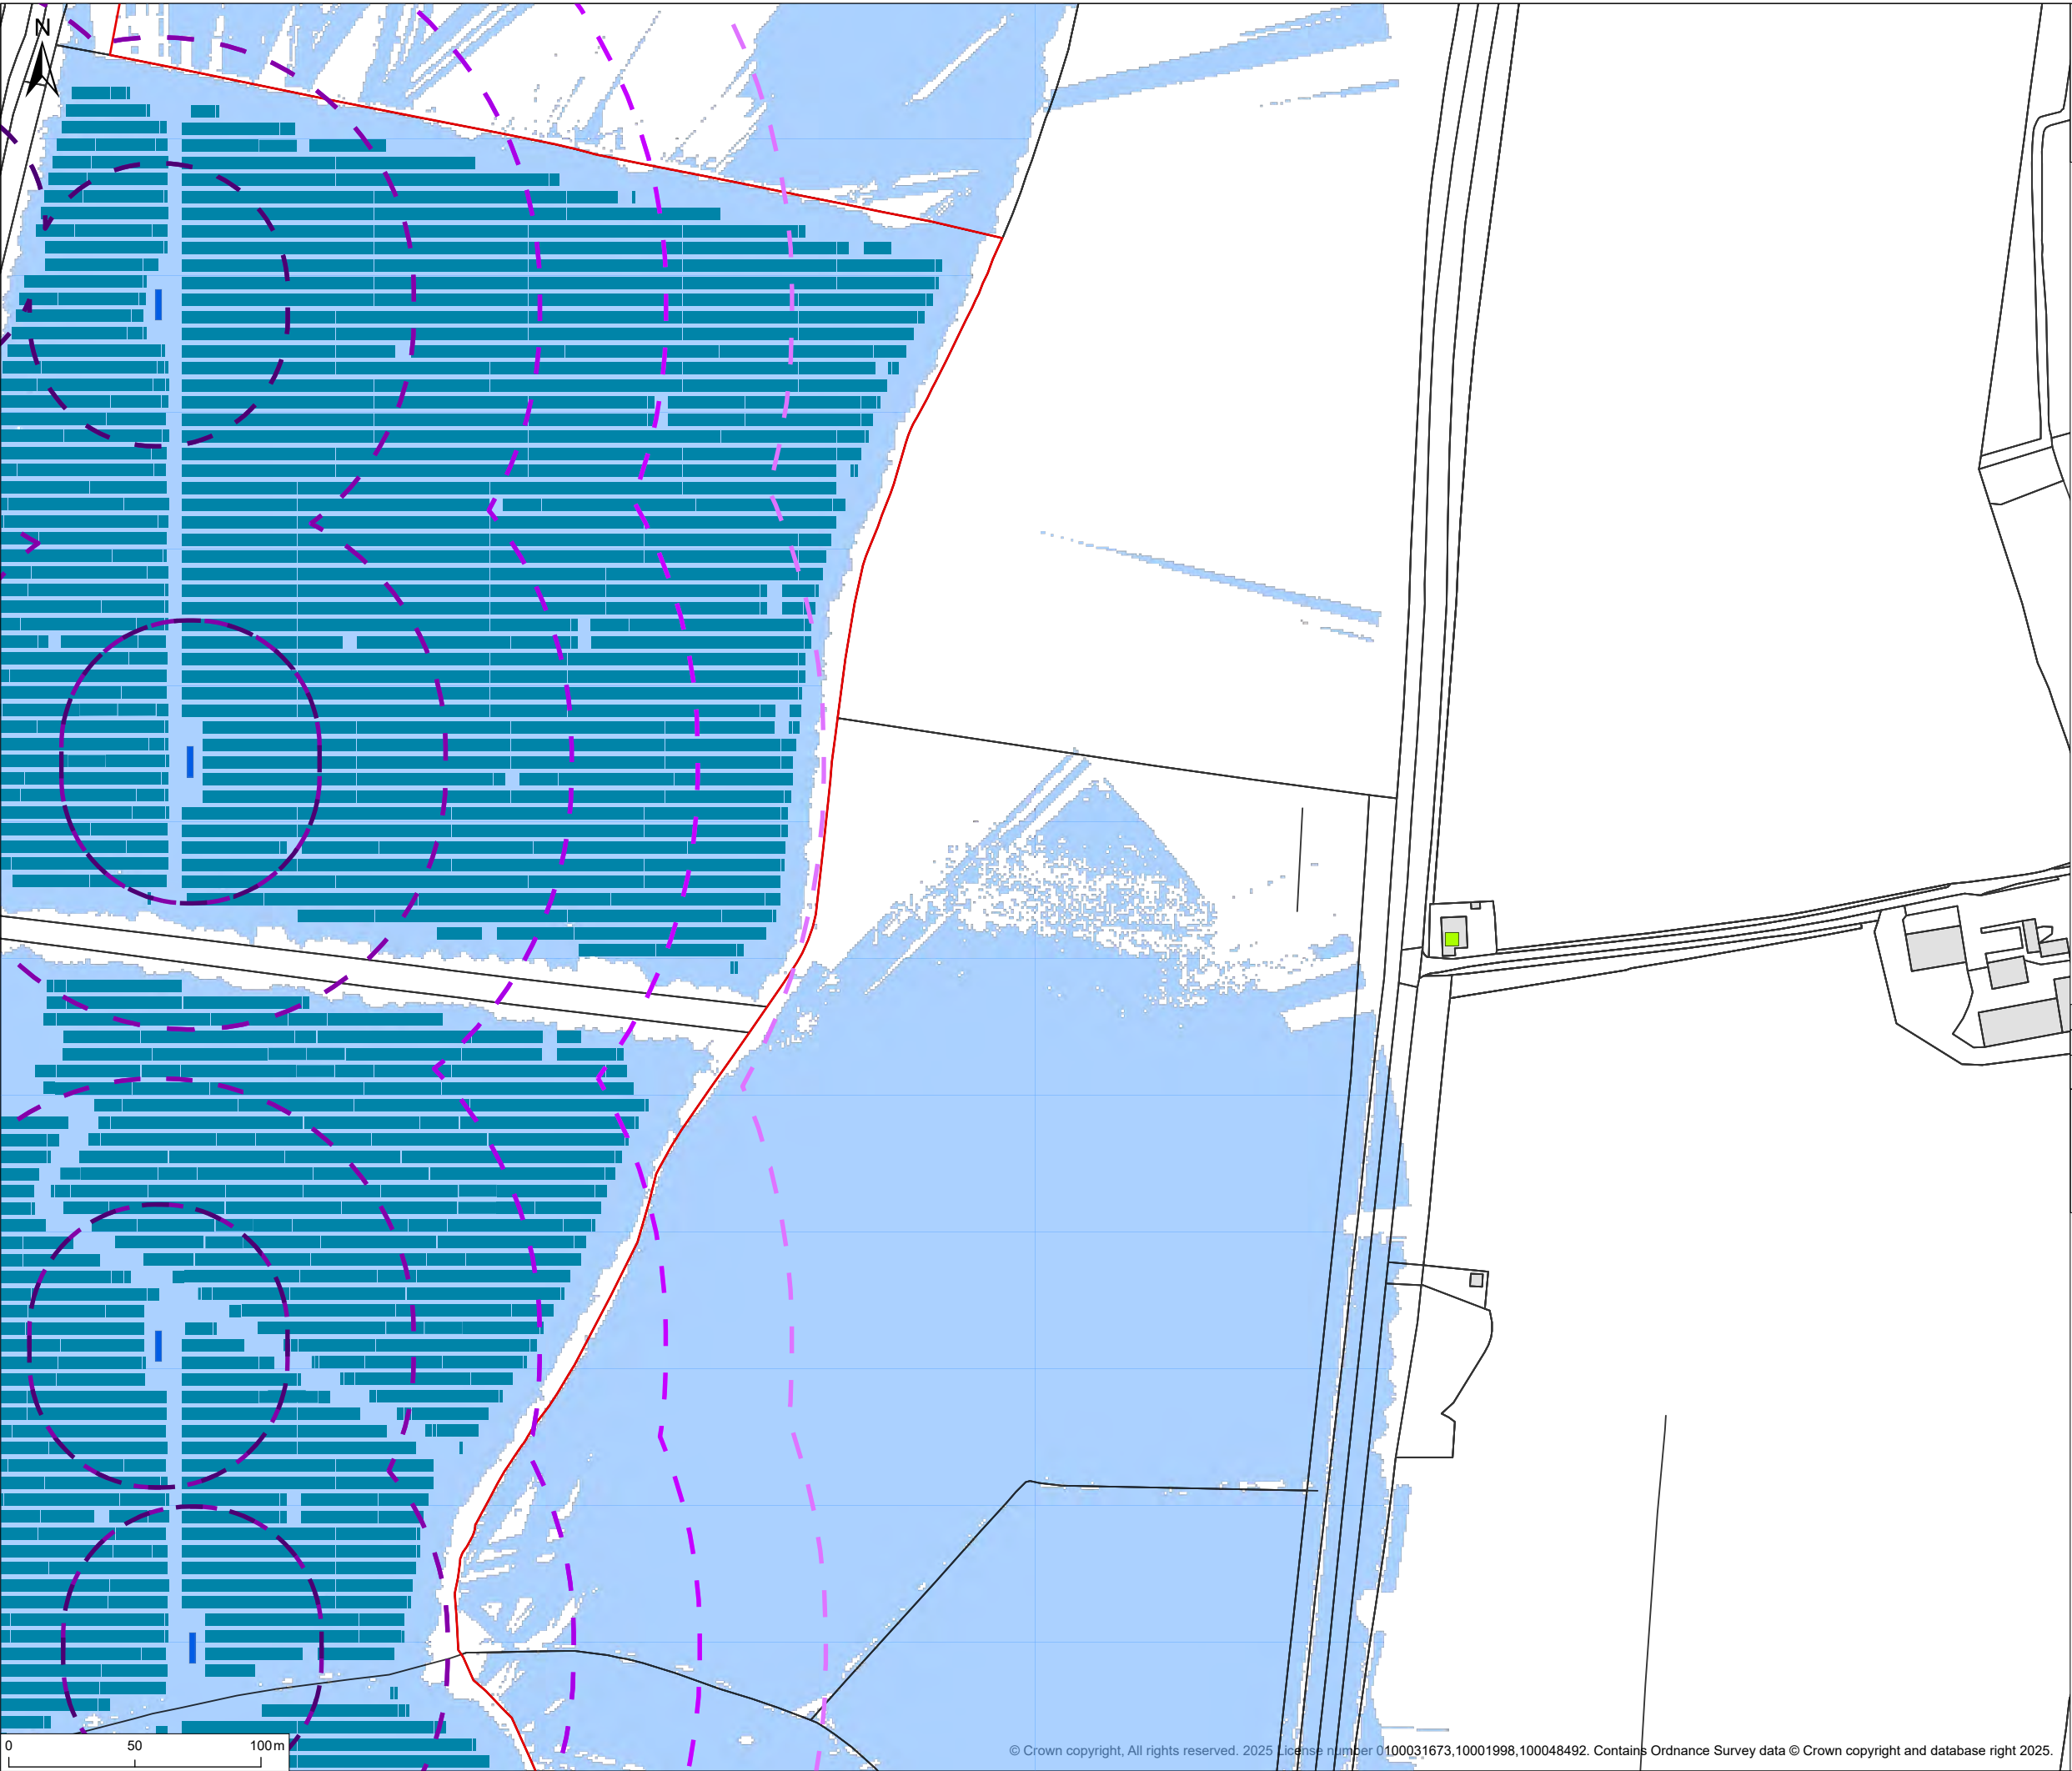 N
0 50 100m
© Crown copyright, All rights reserved. 2025 License number 0100031673,10001998,100048492. Contains Ordnance Survey data © Crown copyright and database right 2025.